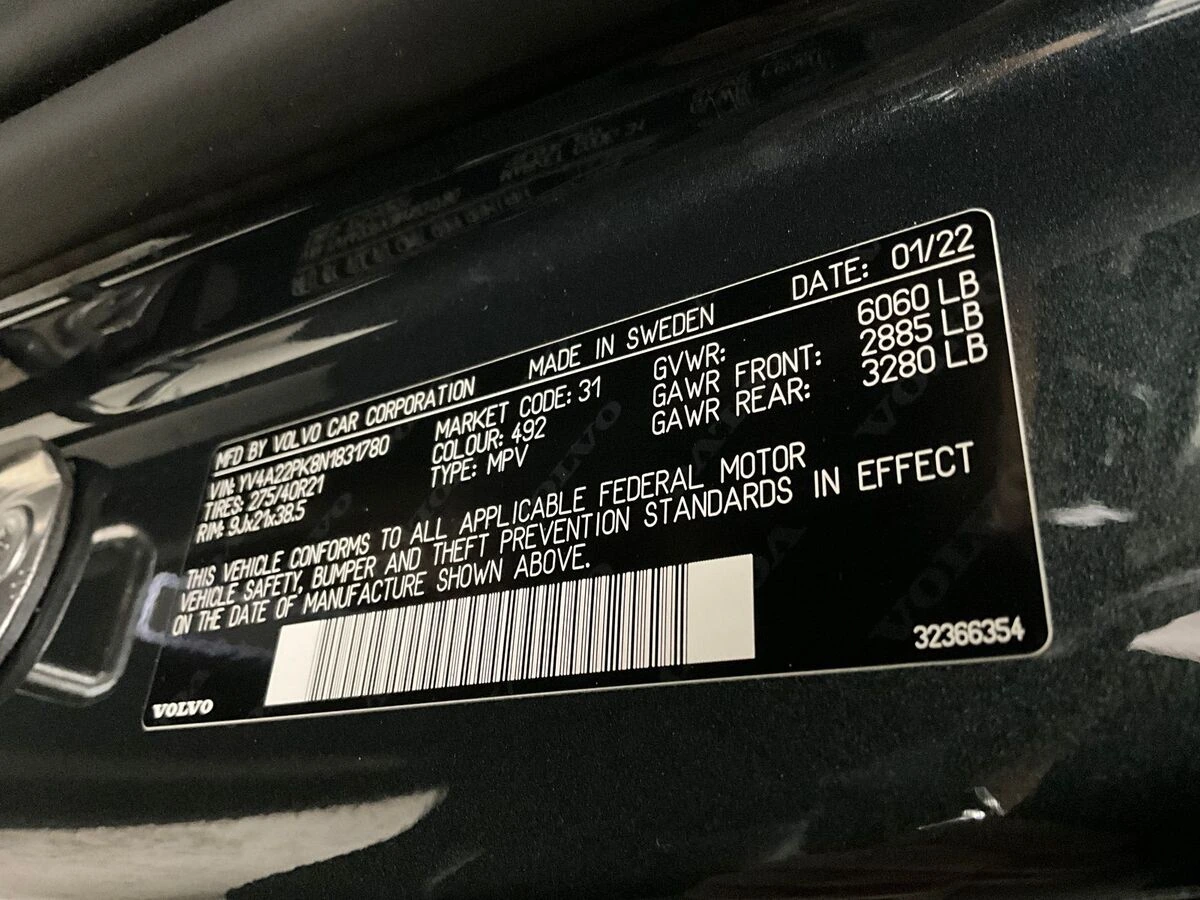 MFD BY VOLVO CAR CORPORATION MADE IN SWEDEN DATE: 01/22
VIN: YV4A22PK8N1831780 MARKET CODE: 31 GVWR: 6060 LB
TIRES: 275/40R21 COLOUR: 492 GAWR FRONT: 2885 LB
RIM: 9Jx21x38.5 TYPE: MPV GAWR REAR: 3280 LB
THIS VEHICLE CONFORMS TO ALL APPLICABLE FEDERAL MOTOR
VEHICLE SAFETY, BUMPER AND THEFT PREVENTION STANDARDS IN EFFECT
ON THE DATE OF MANUFACTURE SHOWN ABOVE.
VOLVO 32366354